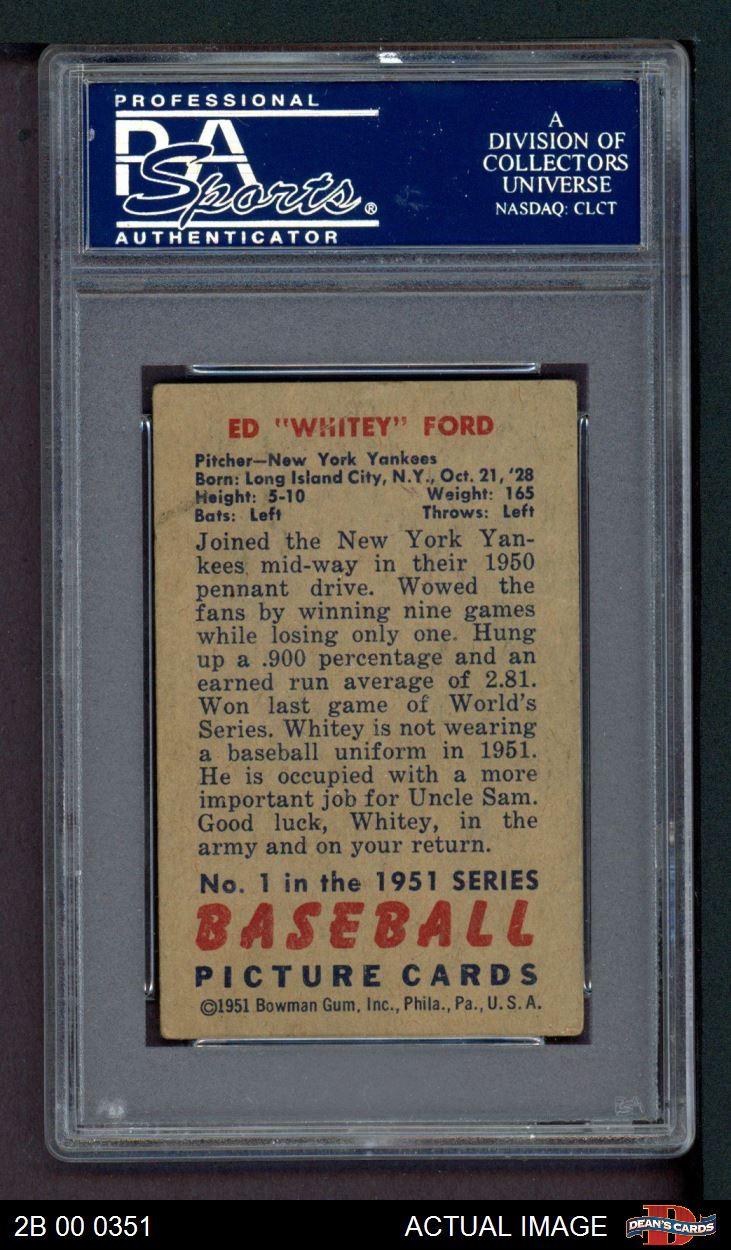 PROFESSIONAL
PSA
Sports®
AUTHENTICATOR
A
DIVISION OF
COLLECTORS
UNIVERSE
NASDAQ: CLCT
ED "WHITEY" FORD
Pitcher—New York Yankees
Born: Long Island City, N.Y., Oct. 21, '28
Height: 5-10 Weight: 165
Bats: Left Throws: Left
Joined the New York Yan-
kees mid-way in their 1950
pennant drive. Wowed the
fans by winning nine games
while losing only one. Hung
up a .900 percentage and an
earned run average of 2.81.
Won last game of World's
Series. Whitey is not wearing
a baseball uniform in 1951.
He is occupied with a more
important job for Uncle Sam.
Good luck, Whitey, in the
army and on your return.
No. 1 in the 1951 SERIES
BASEBALL
PICTURE CARDS
©1951 Bowman Gum, Inc., Phila., Pa., U. S. A.
PSA
2B 00 0351 ACTUAL IMAGE DEAN'S CARDS